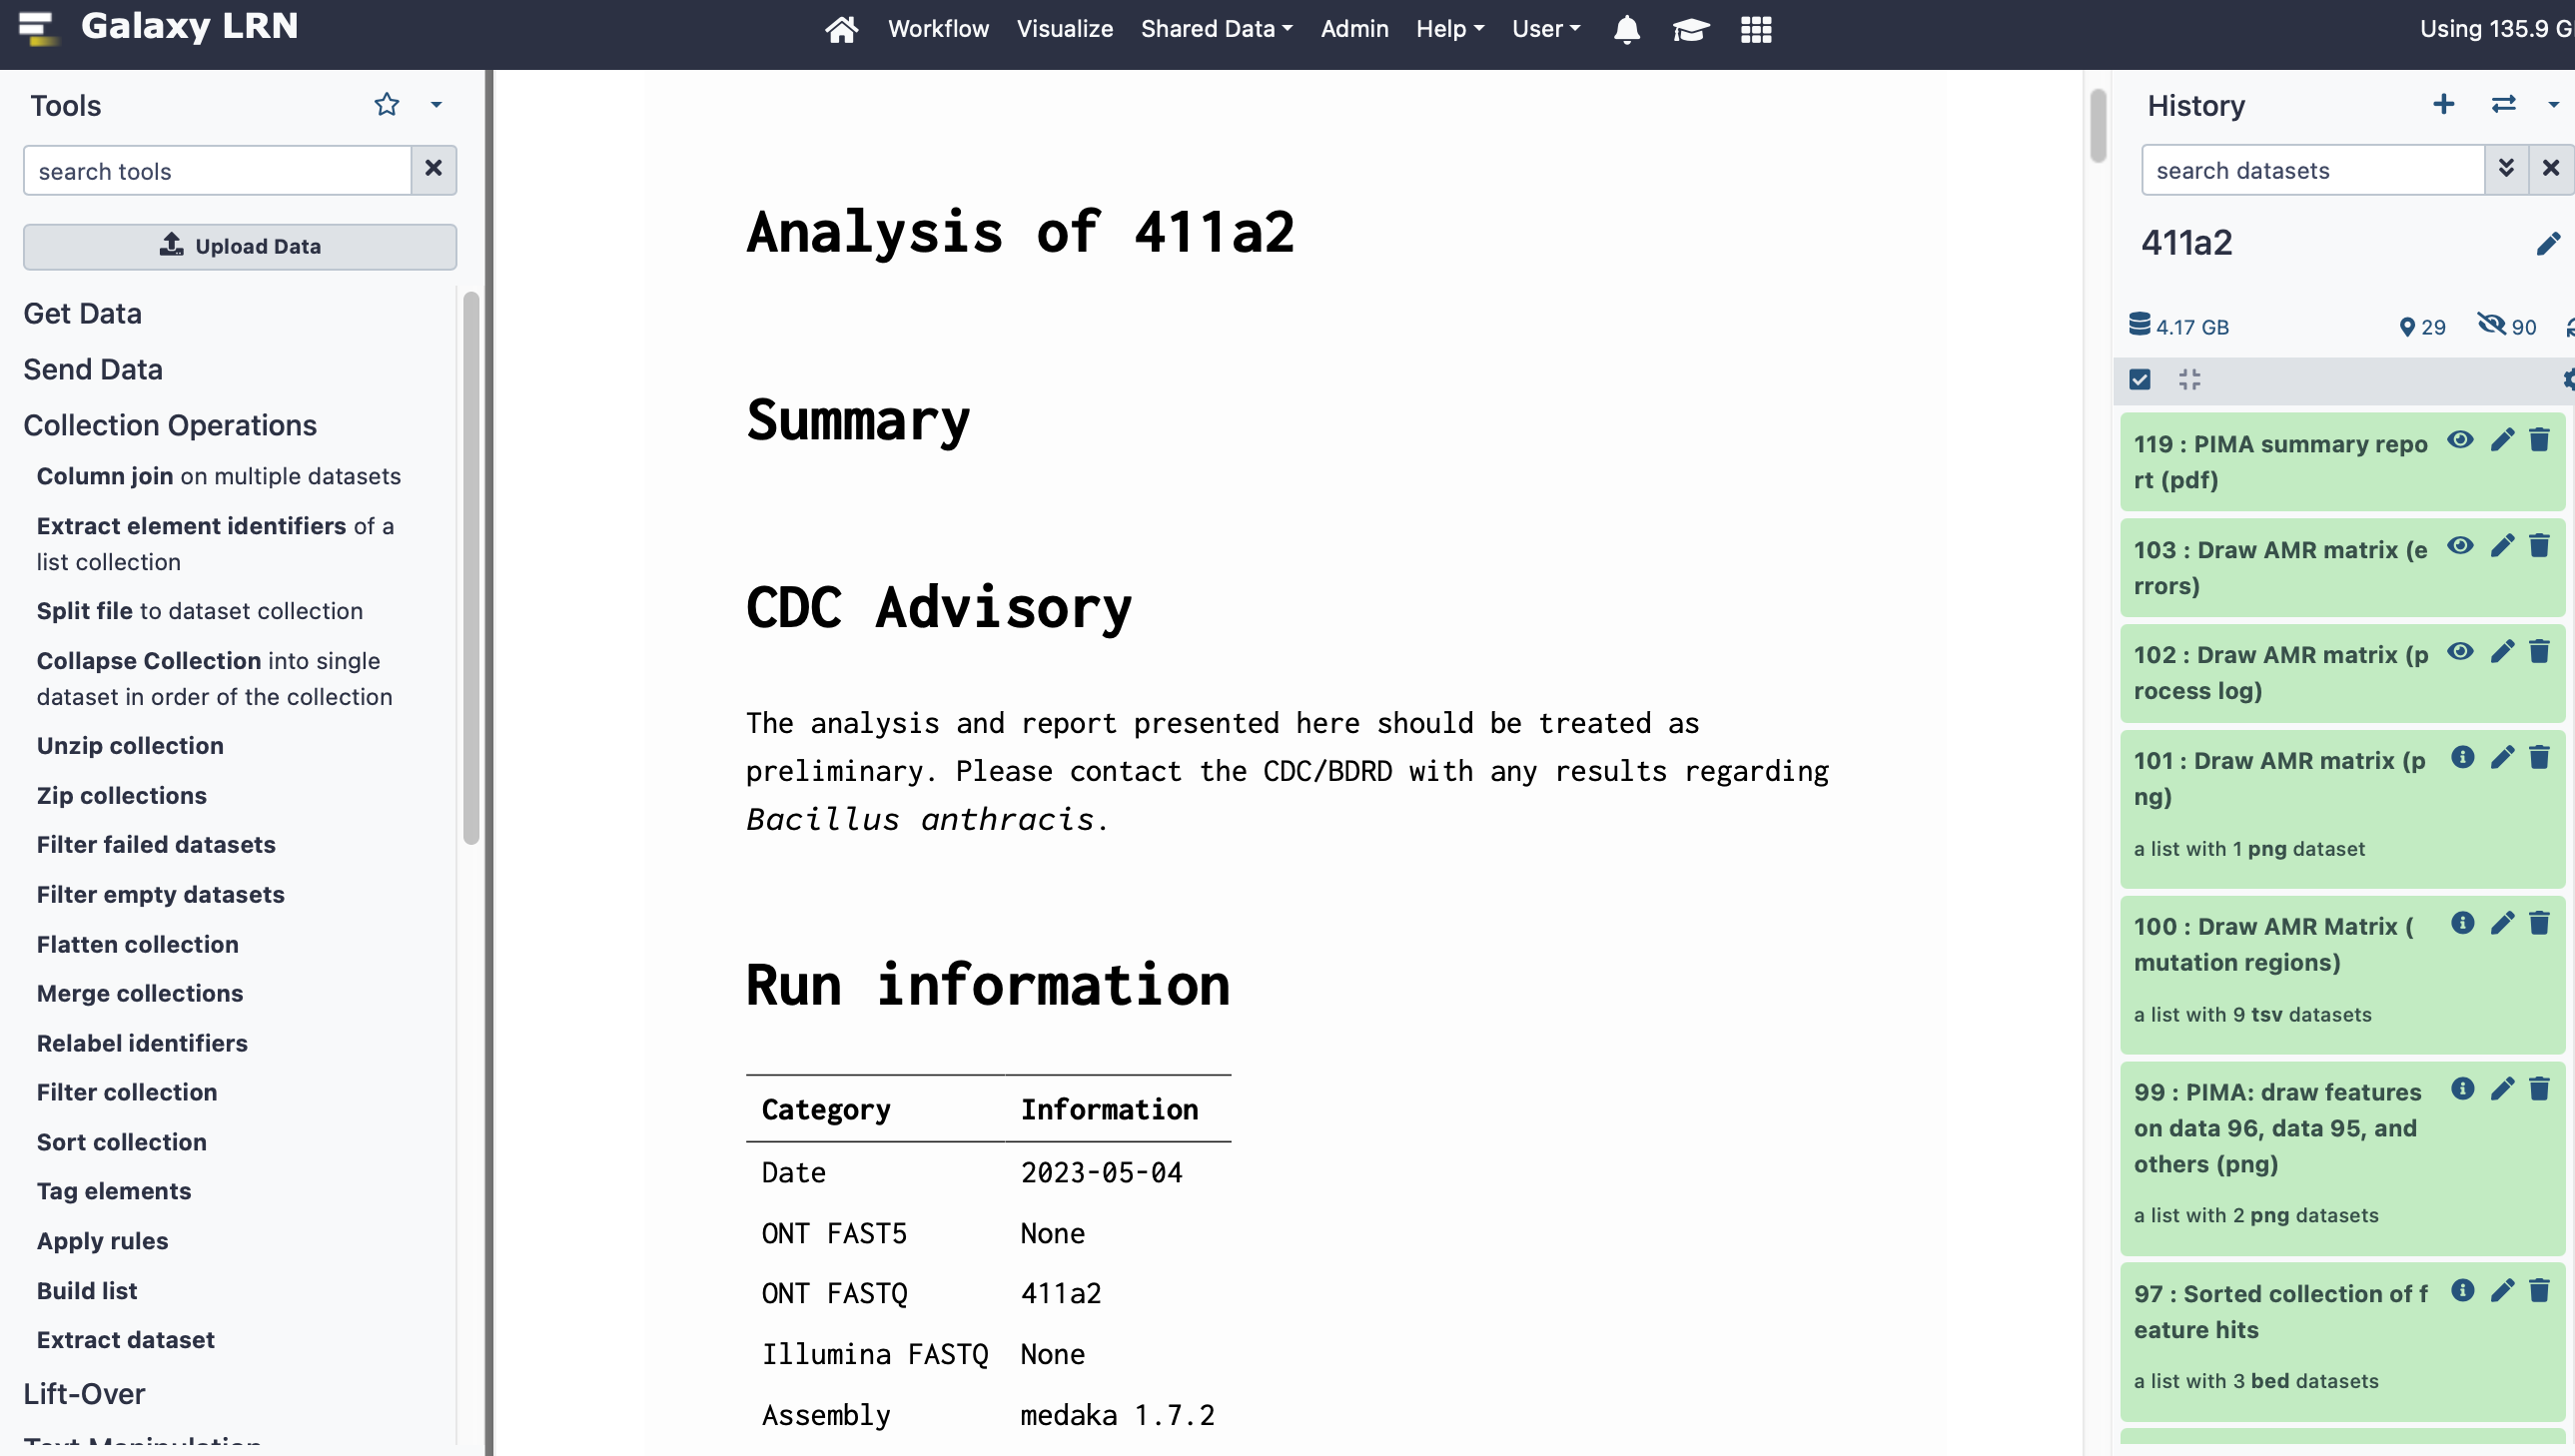 Galaxy LRN
Workflow Visualize Shared Data Admin Help User
Using 135.9 G
Tools
search tools
Upload Data
Get Data
Send Data
Collection Operations
Column join on multiple datasets
Extract element identifiers of a
list collection
Split file to dataset collection
Collapse Collection into single
dataset in order of the collection
Unzip collection
Zip collections
Filter failed datasets
Filter empty datasets
Flatten collection
Merge collections
Relabel identifiers
Filter collection
Sort collection
Tag elements
Apply rules
Build list
Extract dataset
Lift-Over
Text Manipulation
Analysis of 411a2
Summary
CDC Advisory
The analysis and report presented here should be treated as
preliminary. Please contact the CDC/BDRD with any results regarding
Bacillus anthracis.
Run information
Category Information
Date 2023-05-04
ONT FAST5 None
ONT FASTQ 411a2
Illumina FASTQ None
Assembly medaka 1.7.2
History
search datasets
411a2
4.17 GB 29 90
119 : PIMA summary repo
rt (pdf)
103 : Draw AMR matrix (e
rrors)
102 : Draw AMR matrix (p
rocess log)
101 : Draw AMR matrix (p
ng)
a list with 1 png dataset
100 : Draw AMR Matrix (
mutation regions)
a list with 9 tsv datasets
99 : PIMA: draw features
on data 96, data 95, and
others (png)
a list with 2 png datasets
97 : Sorted collection of f
eature hits
a list with 3 bed datasets